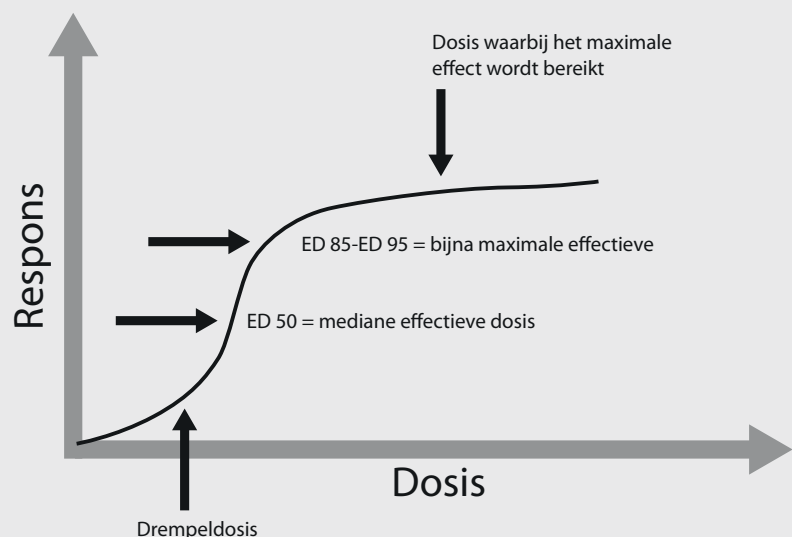 Dosis waarbij het maximale
effect wordt bereikt
Respons
ED 85-ED 95 = bijna maximale effectieve
ED 50 = mediane effectieve dosis
Dosis
Drempeldosis